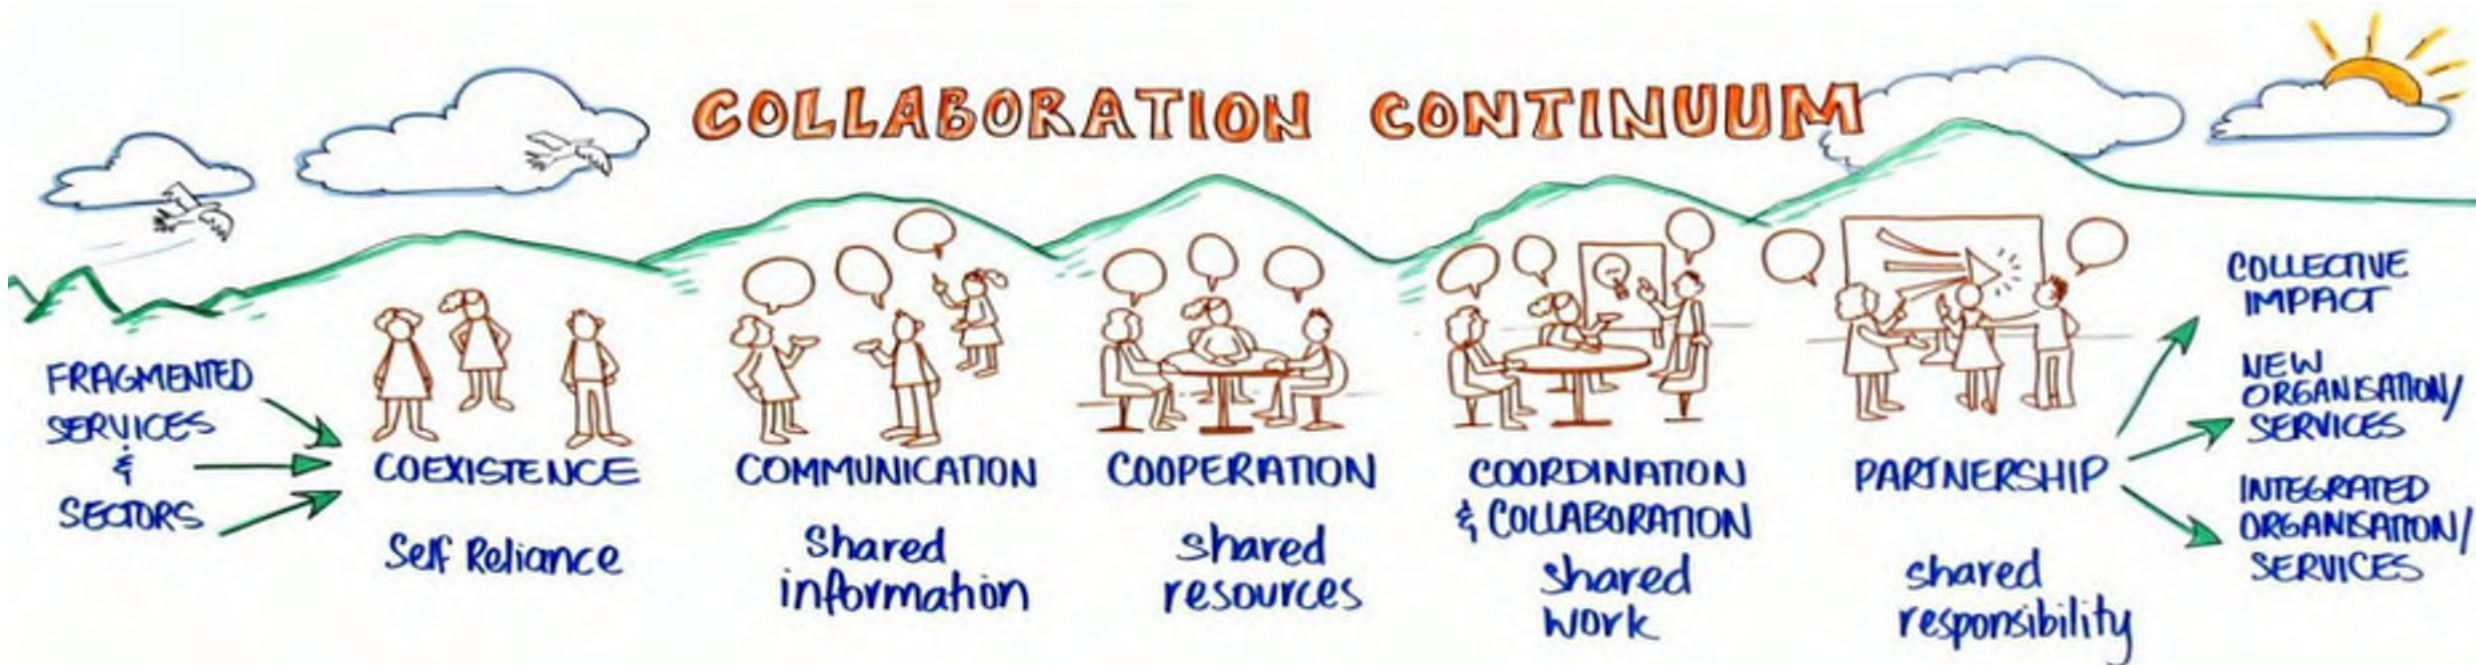 COLLABORATION CONTINUUM
FRAGMENTED
SERVICES
&
SECTORS
COEXISTENCE
Self Reliance
COMMUNICATION
Shared
information
COOPERATION
shared
resources
COORDINATION
& COLLABORATION
shared
work
PARTNERSHIP
shared
responsibility
COLLECTIVE
IMPACT
NEW
ORGANISATION/
SERVICES
INTEGRATED
ORGANISATION/
SERVICES